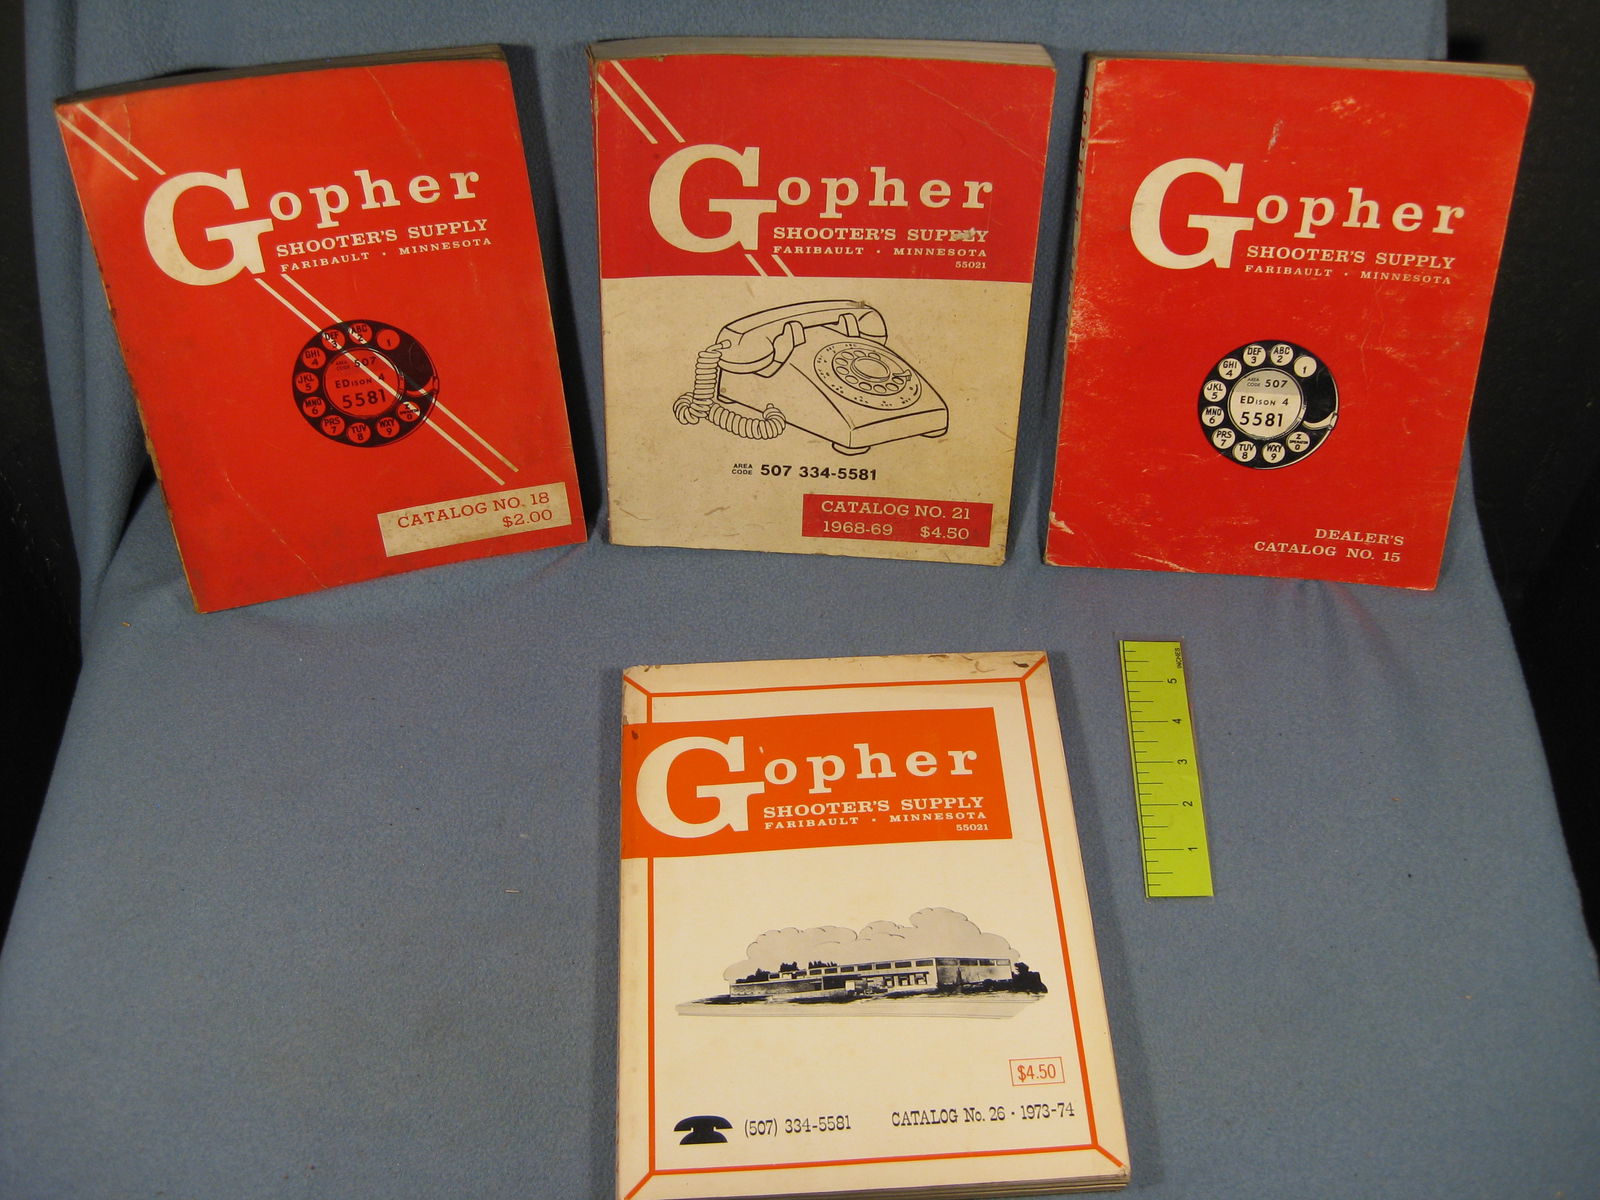 Gopher
SHOOTER'S SUPPLY
FARIBAULT · MINNESOTA
ABC
2
1
DEF
3
GHI
4
JKL
5
MNO
6
PRS
7
TUV
8
WXY
9
OPERATOR
0
AREA CODE 507
EDISON 4
5581
CATALOG NO. 18
$2.00
Gopher
SHOOTER'S SUPPLY
FARIBAULT · MINNESOTA
55021
AREA CODE 507 334-5581
CATALOG NO. 21
1968-69 $4.50
Gopher
SHOOTER'S SUPPLY
FARIBAULT · MINNESOTA
ABC
2
1
DEF
3
GHI
4
JKL
5
MNO
6
PRS
7
TUV
8
WXY
9
Z
OPERATOR
0
AREA CODE 507
EDISON 4
5581
DEALER'S
CATALOG NO. 15
Gopher
SHOOTER'S SUPPLY
FARIBAULT · MINNESOTA
55021
$4.50
(507) 334-5581 CATALOG No. 26 · 1973-74
INCHES
5
4
3
2
1